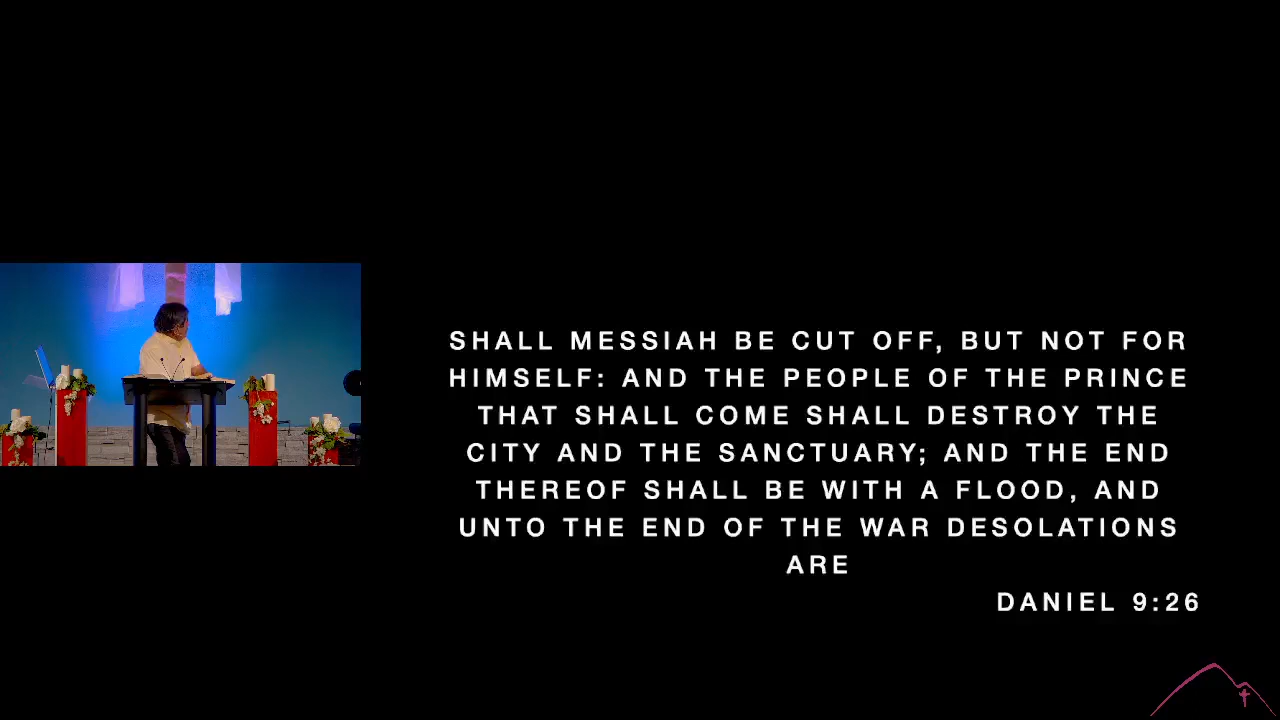 SHALL MESSIAH BE CUT OFF, BUT NOT FOR
HIMSELF: AND THE PEOPLE OF THE PRINCE
THAT SHALL COME SHALL DESTROY THE
CITY AND THE SANCTUARY; AND THE END
THEREOF SHALL BE WITH A FLOOD, AND
UNTO THE END OF THE WAR DESOLATIONS
ARE
DANIEL 9:26